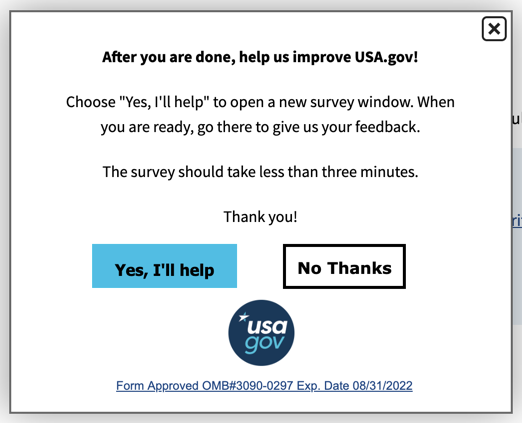 After you are done, help us improve USA.gov!
Choose "Yes, I'll help" to open a new survey window. When
you are ready, go there to give us your feedback.
The survey should take less than three minutes.
Thank you!
Yes, I'll help
No Thanks
usa
gov
Form Approved OMB#3090-0297 Exp. Date 08/31/2022